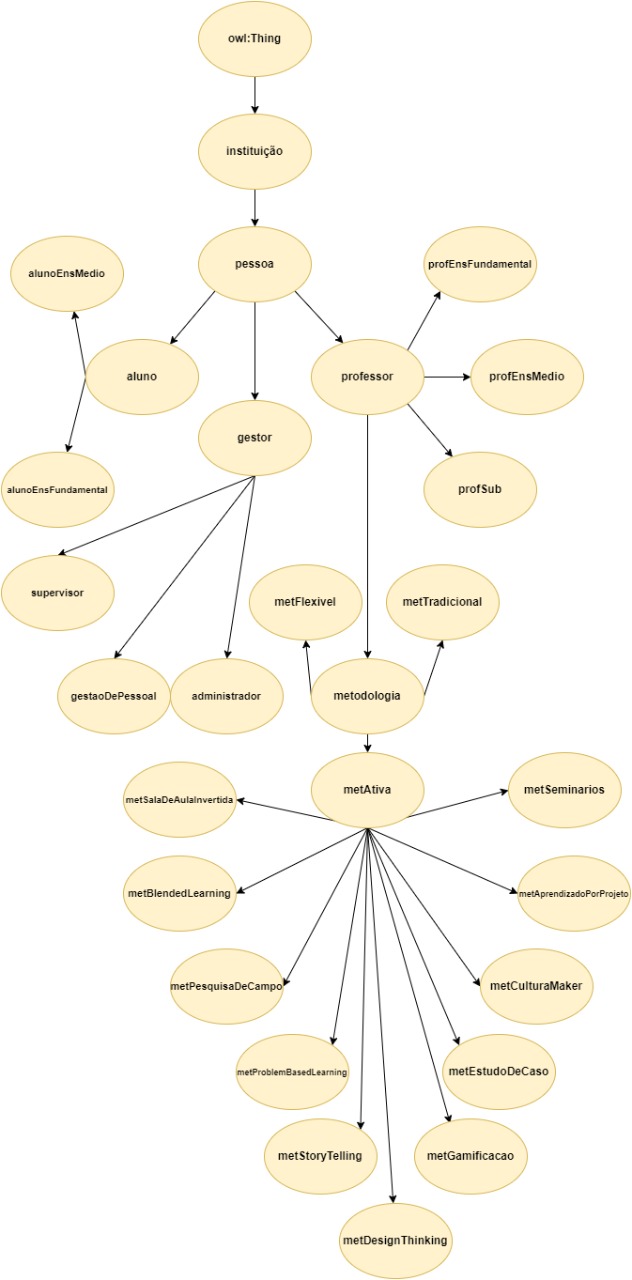 owl:Thing
instituição
pessoa
profEnsFundamental
alunoEnsMedio
aluno
professor
profEnsMedio
gestor
alunoEnsFundamental
profSub
supervisor
metFlexivel
metTradicional
gestaoDePessoal
administrador
metodologia
metAtiva
metSeminarios
metSalaDeAulaInvertida
metBlendedLearning
metAprendizadoPorProjeto
metPesquisaDeCampo
metCulturaMaker
metProblemBasedLearning
metEstudoDeCaso
metStoryTelling
metGamificacao
metDesignThinking